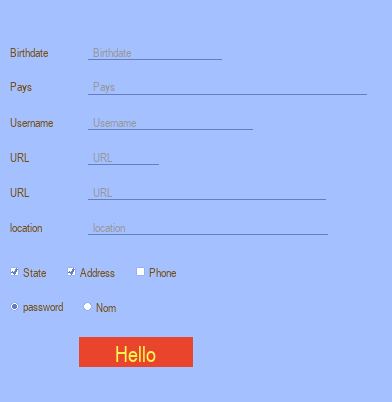 Birthdate Birthdate
Pays Pays
Username Username
URL URL
URL URL
location location
State Address Phone
password Nom
Hello